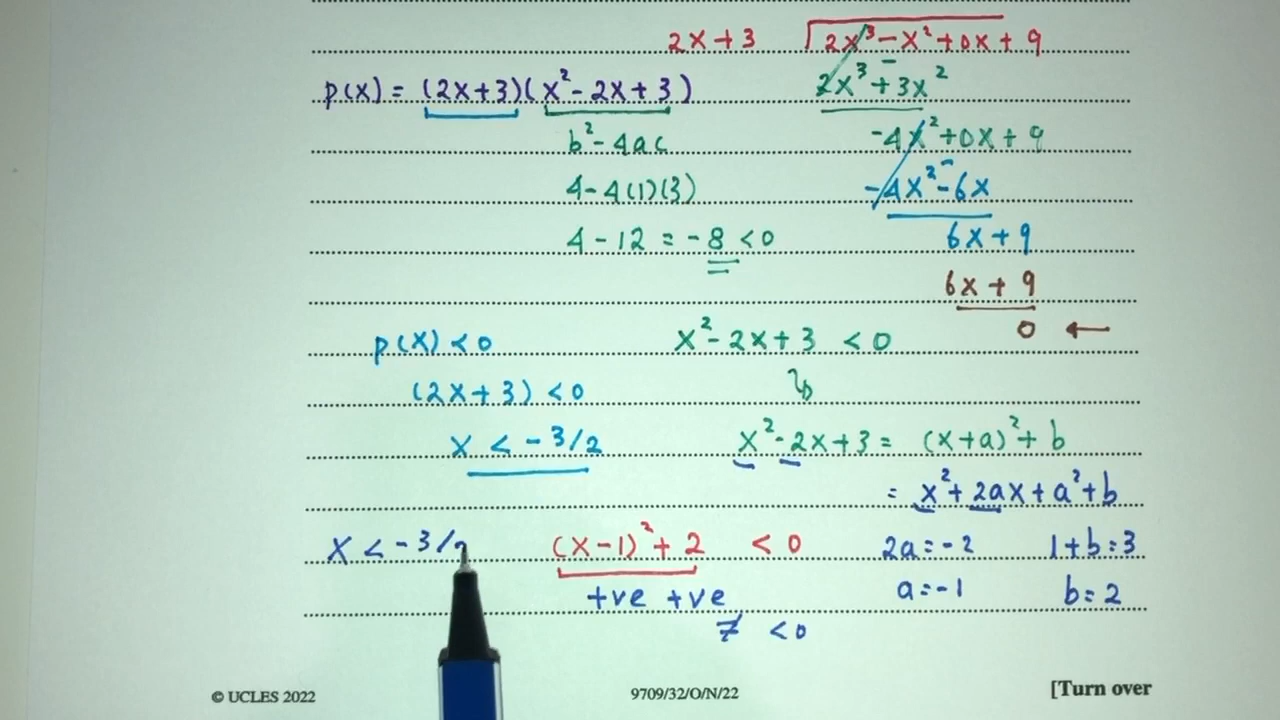 2x+3 2x³-x²+0x+9
p(x) = (2x+3)(x²-2x+3) 2x³+3x²
b²-4ac -4x²+0x+9
4-4(1)(3) -4x²-6x
4-12 = -8 <0 6x+9
6x+9
p(x) <0 x²-2x+3 <0 0 ←
(2x+3) <0
x < -3/2 x²-2x+3 = (x+a)²+b
= x²+2ax+a²+b
x < -3/2 (x-1)²+2 <0 2a=-2 1+b=3
+ve +ve a=-1 b=2
≠ <0
© UCLES 2022 9709/32/O/N/22 [Turn over